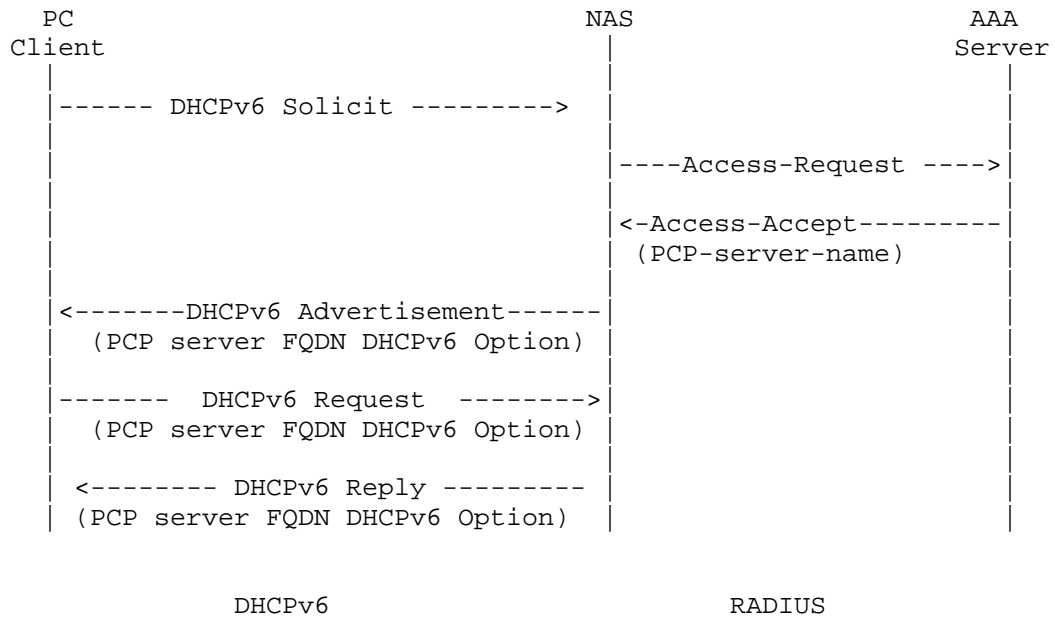 PC NAS AAA
Client Server
------ DHCPv6 Solicit --------->
----Access-Request ---->
<-Access-Accept---------
(PCP-server-name)
<-------DHCPv6 Advertisement------
(PCP server FQDN DHCPv6 Option)
------- DHCPv6 Request -------->
(PCP server FQDN DHCPv6 Option)
<-------- DHCPv6 Reply ---------
(PCP server FQDN DHCPv6 Option)
DHCPv6 RADIUS